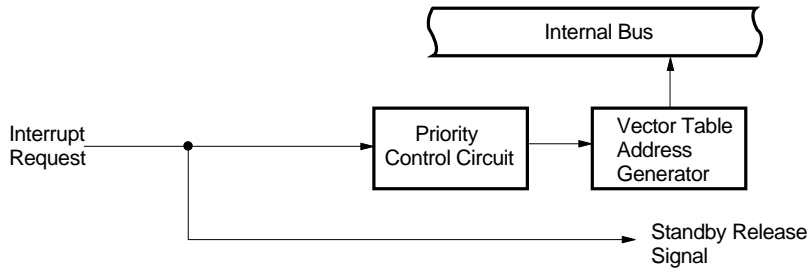 Internal Bus
Interrupt
Request
Priority
Control Circuit
Vector Table
Address
Generator
Standby Release
Signal